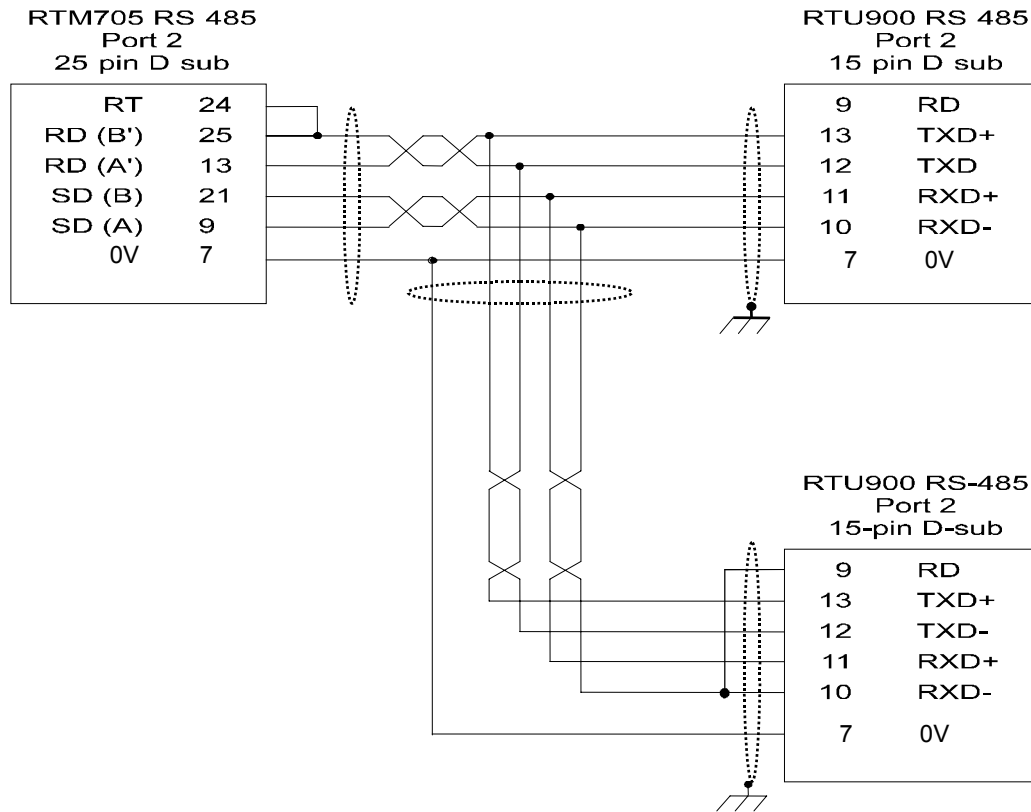 RTM705 RS 485
Port 2
25 pin D sub
RT 24
RD (B') 25
RD (A') 13
SD (B) 21
SD (A) 9
0V 7
RTU900 RS 485
Port 2
15 pin D sub
9 RD
13 TXD+
12 TXD
11 RXD+
10 RXD-
7 0V
RTU900 RS-485
Port 2
15-pin D-sub
9 RD
13 TXD+
12 TXD-
11 RXD+
10 RXD-
7 0V